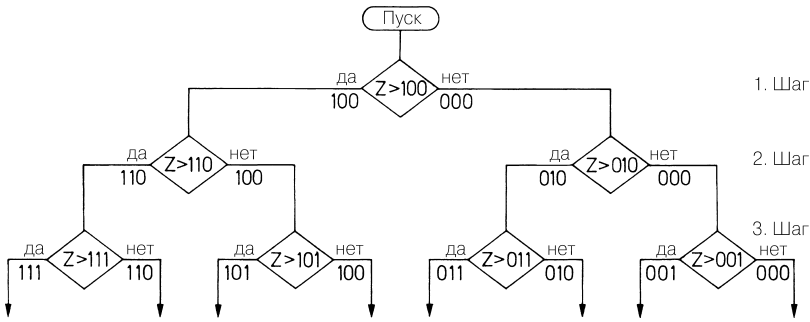 Пуск
да Z>100 нет 1. Шаг
100 000
да Z>110 нет да Z>010 нет 2. Шаг
110 100 010 000
3. Шаг
да Z>111 нет да Z>101 нет да Z>011 нет да Z>001 нет
111 110 101 100 011 010 001 000